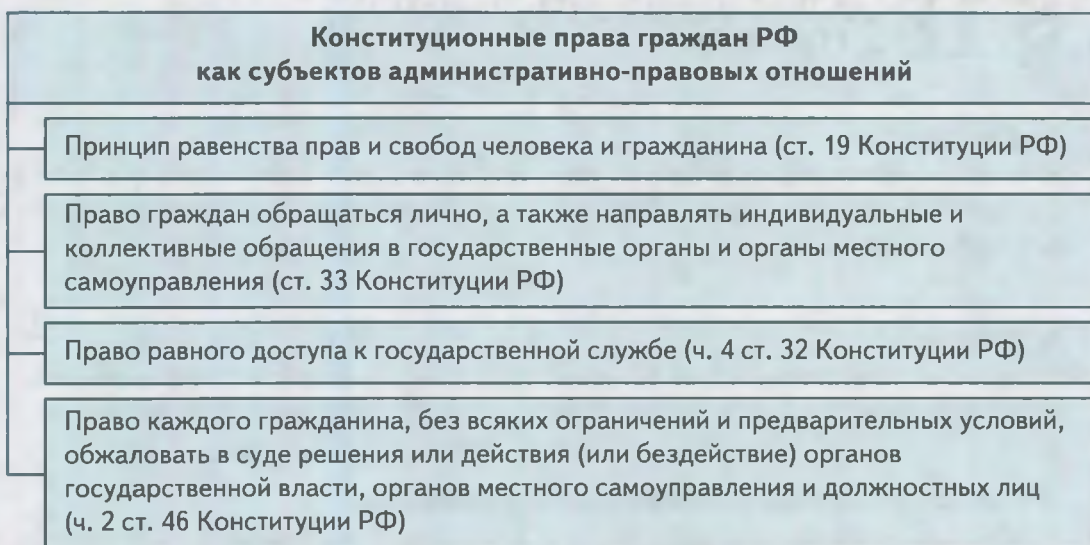 Конституционные права граждан РФ
как субъектов административно-правовых отношений
Принцип равенства прав и свобод человека и гражданина (ст. 19 Конституции РФ)
Право граждан обращаться лично, а также направлять индивидуальные и
коллективные обращения в государственные органы и органы местного
самоуправления (ст. 33 Конституции РФ)
Право равного доступа к государственной службе (ч. 4 ст. 32 Конституции РФ)
Право каждого гражданина, без всяких ограничений и предварительных условий,
обжаловать в суде решения или действия (или бездействие) органов
государственной власти, органов местного самоуправления и должностных лиц
(ч. 2 ст. 46 Конституции РФ)